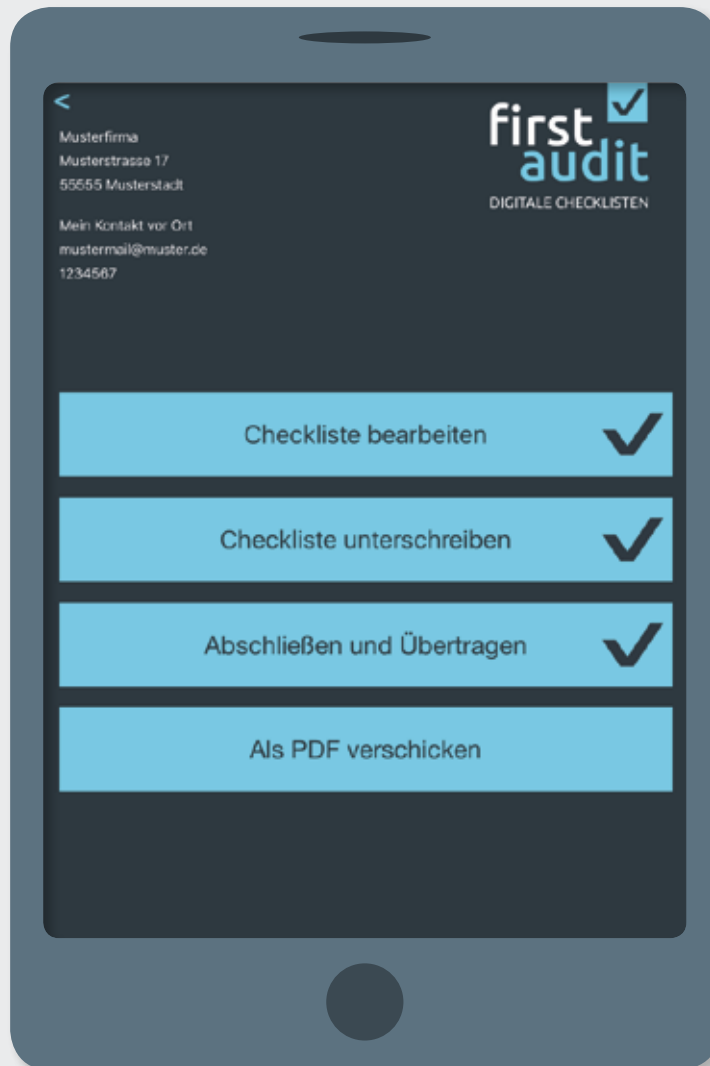 <
Musterfirma
Musterstrasse 17
55555 Musterstadt
Mein Kontakt vor Ort
mustermail@muster.de
1234567
first
audit
DIGITALE CHECKLISTEN
Checkliste bearbeiten
Checkliste unterschreiben
Abschließen und Übertragen
Als PDF verschicken